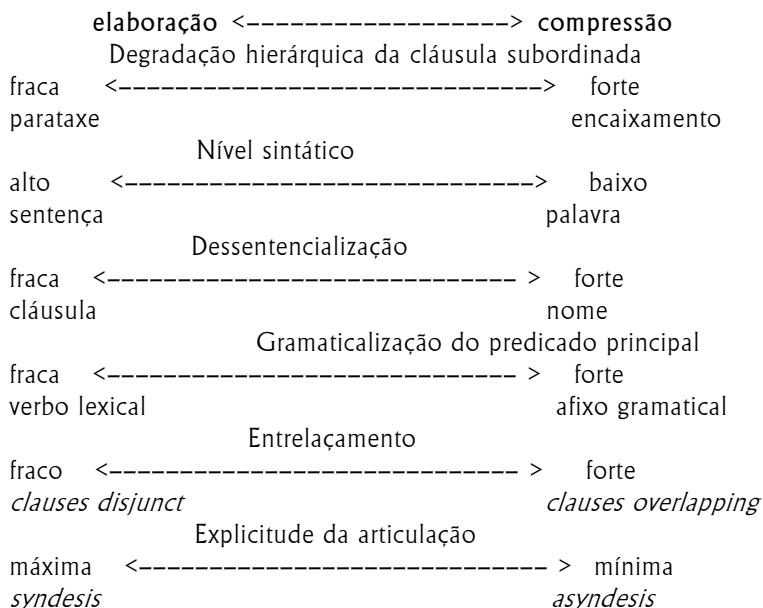 elaboração <------------------> compressão
Degradação hierárquica da cláusula subordinada
fraca <------------------------------> forte
parataxe encaixamento
Nível sintático
alto <-----------------------------> baixo
sentença palavra
Dessentencialização
fraca <----------------------------- > forte
cláusula nome
Gramaticalização do predicado principal
fraca <----------------------------- > forte
verbo lexical afixo gramatical
Entrelaçamento
fraco <------------------------------ > forte
clauses disjunct clauses overlapping
Explicitude da articulação
máxima <----------------------------- > mínima
syndesis asyndesis